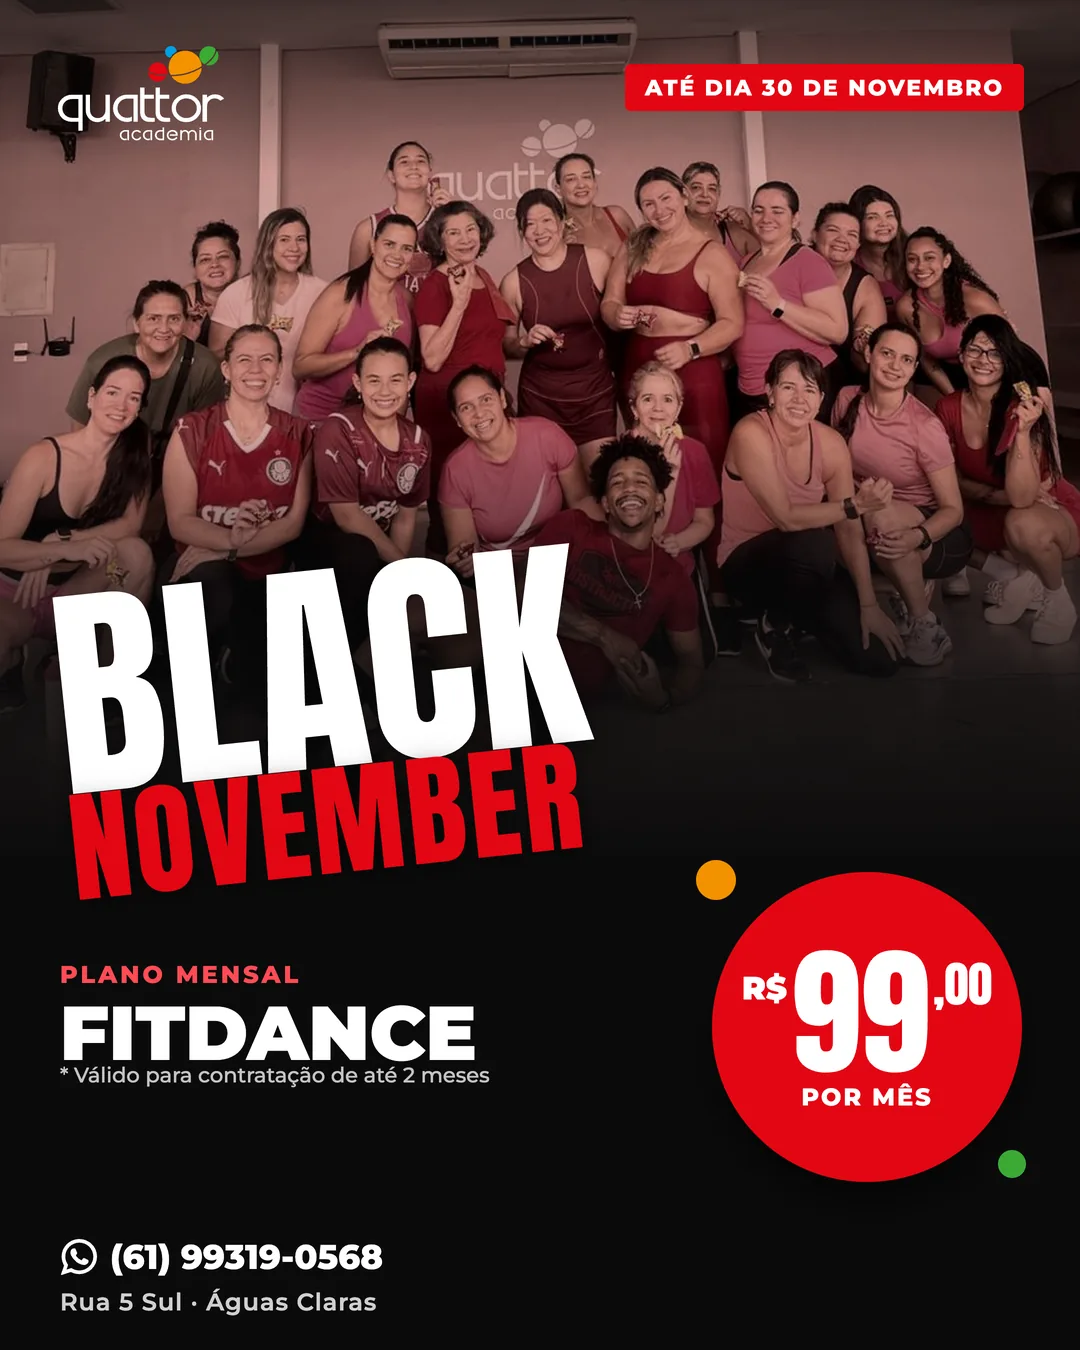 quattor
academia
ATÉ DIA 30 DE NOVEMBRO
BLACK
NOVEMBER
PLANO MENSAL
FITDANCE
* Válido para contratação de até 2 meses
R$ 99,00
POR MÊS
(61) 99319-0568
Rua 5 Sul · Águas Claras